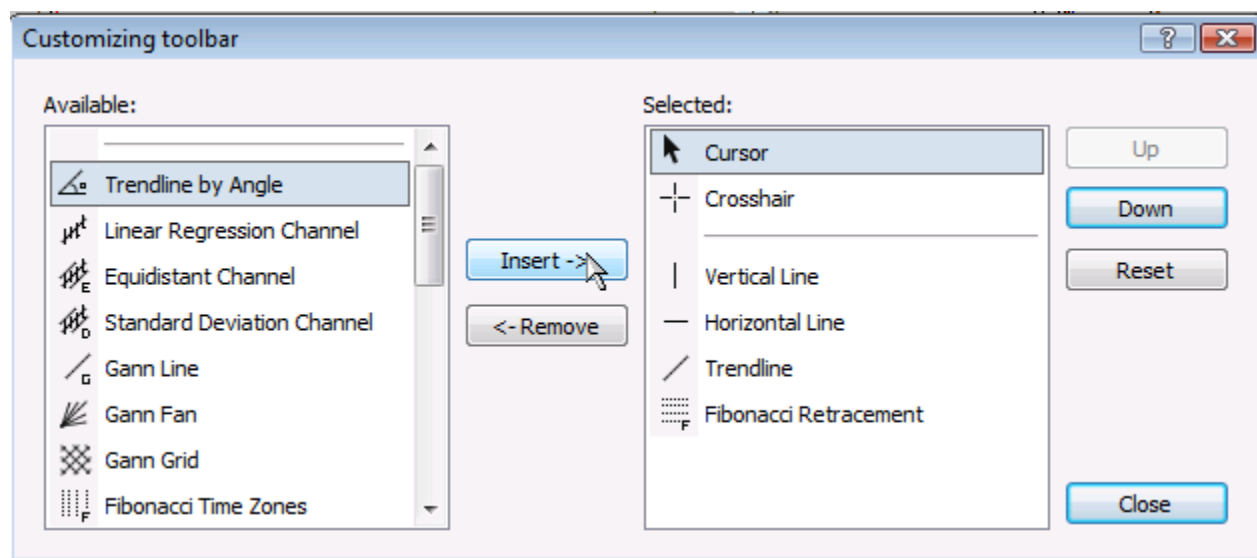 Customizing toolbar
Available:
Trendline by Angle
Linear Regression Channel
Equidistant Channel
Standard Deviation Channel
Gann Line
Gann Fan
Gann Grid
Fibonacci Time Zones
Insert ->
<- Remove
Selected:
Cursor
Crosshair
Vertical Line
Horizontal Line
Trendline
Fibonacci Retracement
Up
Down
Reset
Close